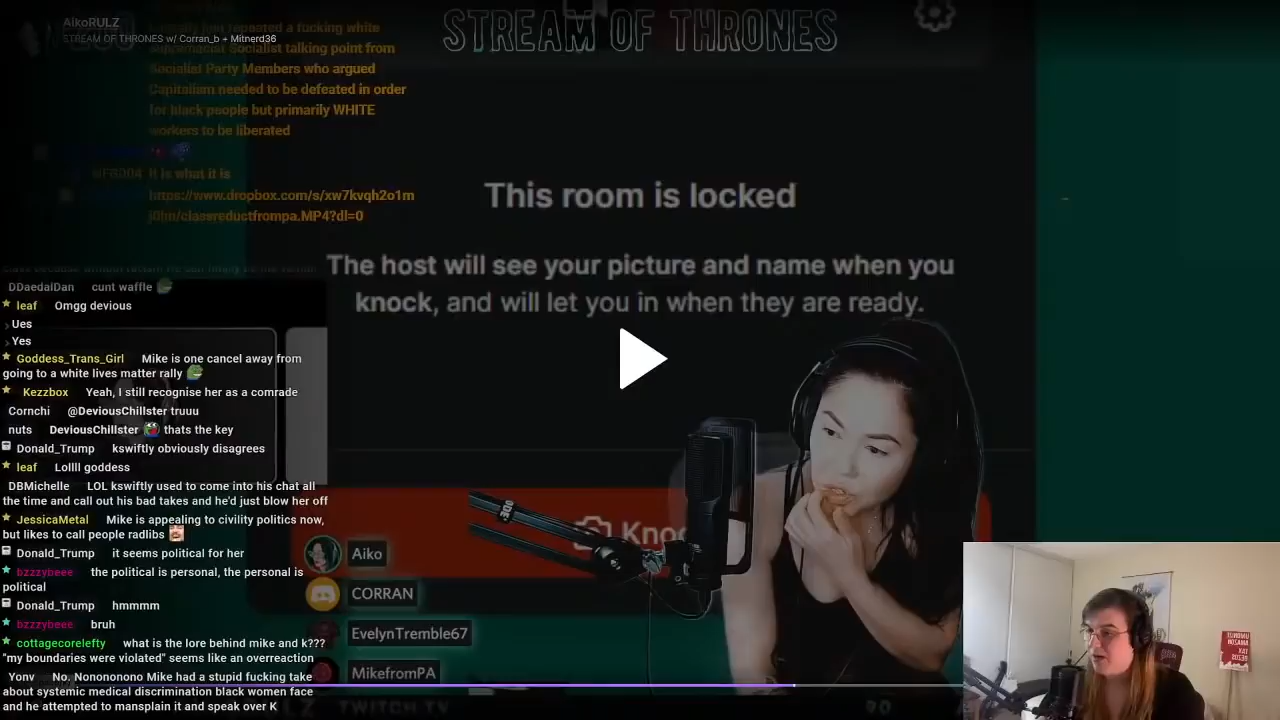 AikoRULZ
STREAM OF THRONES w/ Corran_b + Mitnerd36
STREAM OF THRONES
repeated a fucking white
Socialist talking point from
Socialist Party Members who argued
Capitalism needed to be defeated in order
for black people but primarily WHITE
workers to be liberated
It is what it is
https://www.dropbox.com/s/xw7kvqh2o1m
This room is locked
The host will see your picture and name when you
knock, and will let you in when they are ready.
DDaedalDan cunt waffle
leaf Omgg devious
Ues
Yes
Goddess_Trans_Girl Mike is one cancel away from
going to a white lives matter rally
Kezzbox Yeah, I still recognise her as a comrade
Cornchi @DeviousChillster truuu
nuts DeviousChillster thats the key
Donald_Trump kswiftly obviously disagrees
leaf Lollll goddess
DBMichelle LOL kswiftly used to come into his chat all
the time and call out his bad takes and he'd just blow her off
JessicaMetal Mike is appealing to civility politics now,
but likes to call people radlibs
Donald_Trump it seems political for her
bzzzybeee the political is personal, the personal is
political
Donald_Trump hmmmm
bzzzybeee bruh
cottagecorelefty what is the lore behind mike and k???
"my boundaries were violated" seems like an overreaction
Yonv No, Nonononono Mike had a stupid fucking take
about systemic medical discrimination black women face
and he attempted to mansplain it and speak over K
Knoc
Aiko
CORRAN
EvelynTremble67
MikefromPA
TWITCH.TV